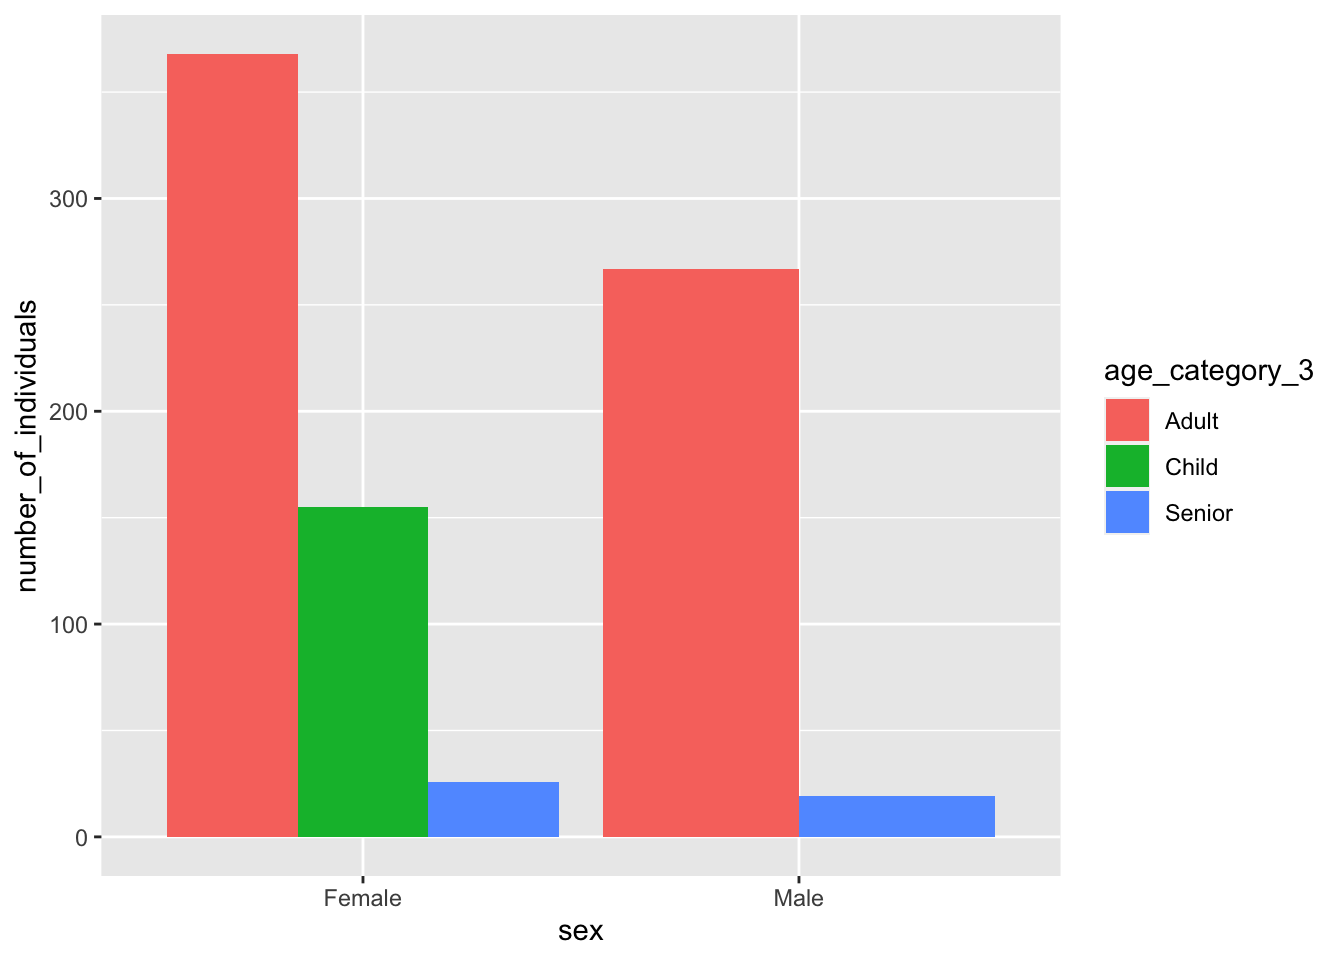 number_of_individuals
300
200
100
0
Female
Male
sex
age_category_3
Adult
Child
Senior